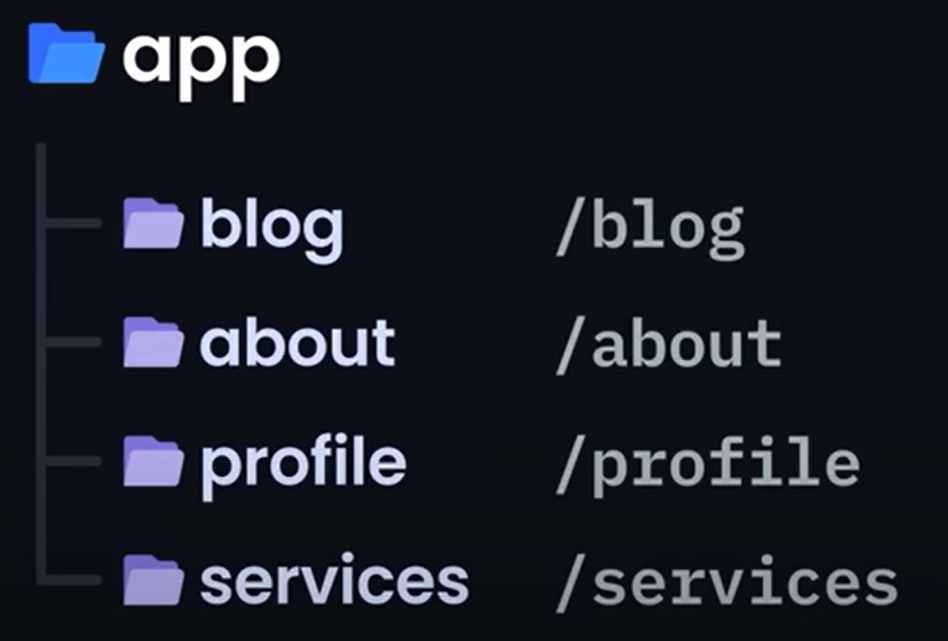 app
blog /blog
about /about
profile /profile
services /services